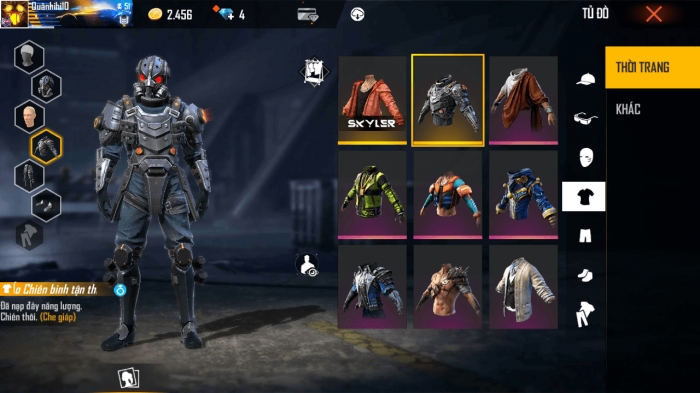 Quânhibi10
51
2.456
4
TỦ ĐỒ
THỜI TRANG
KHÁC
SKYLER
o Chiến binh tận th
Đã nạp đầy năng lượng.
Chiến thôi. (Che giáp)